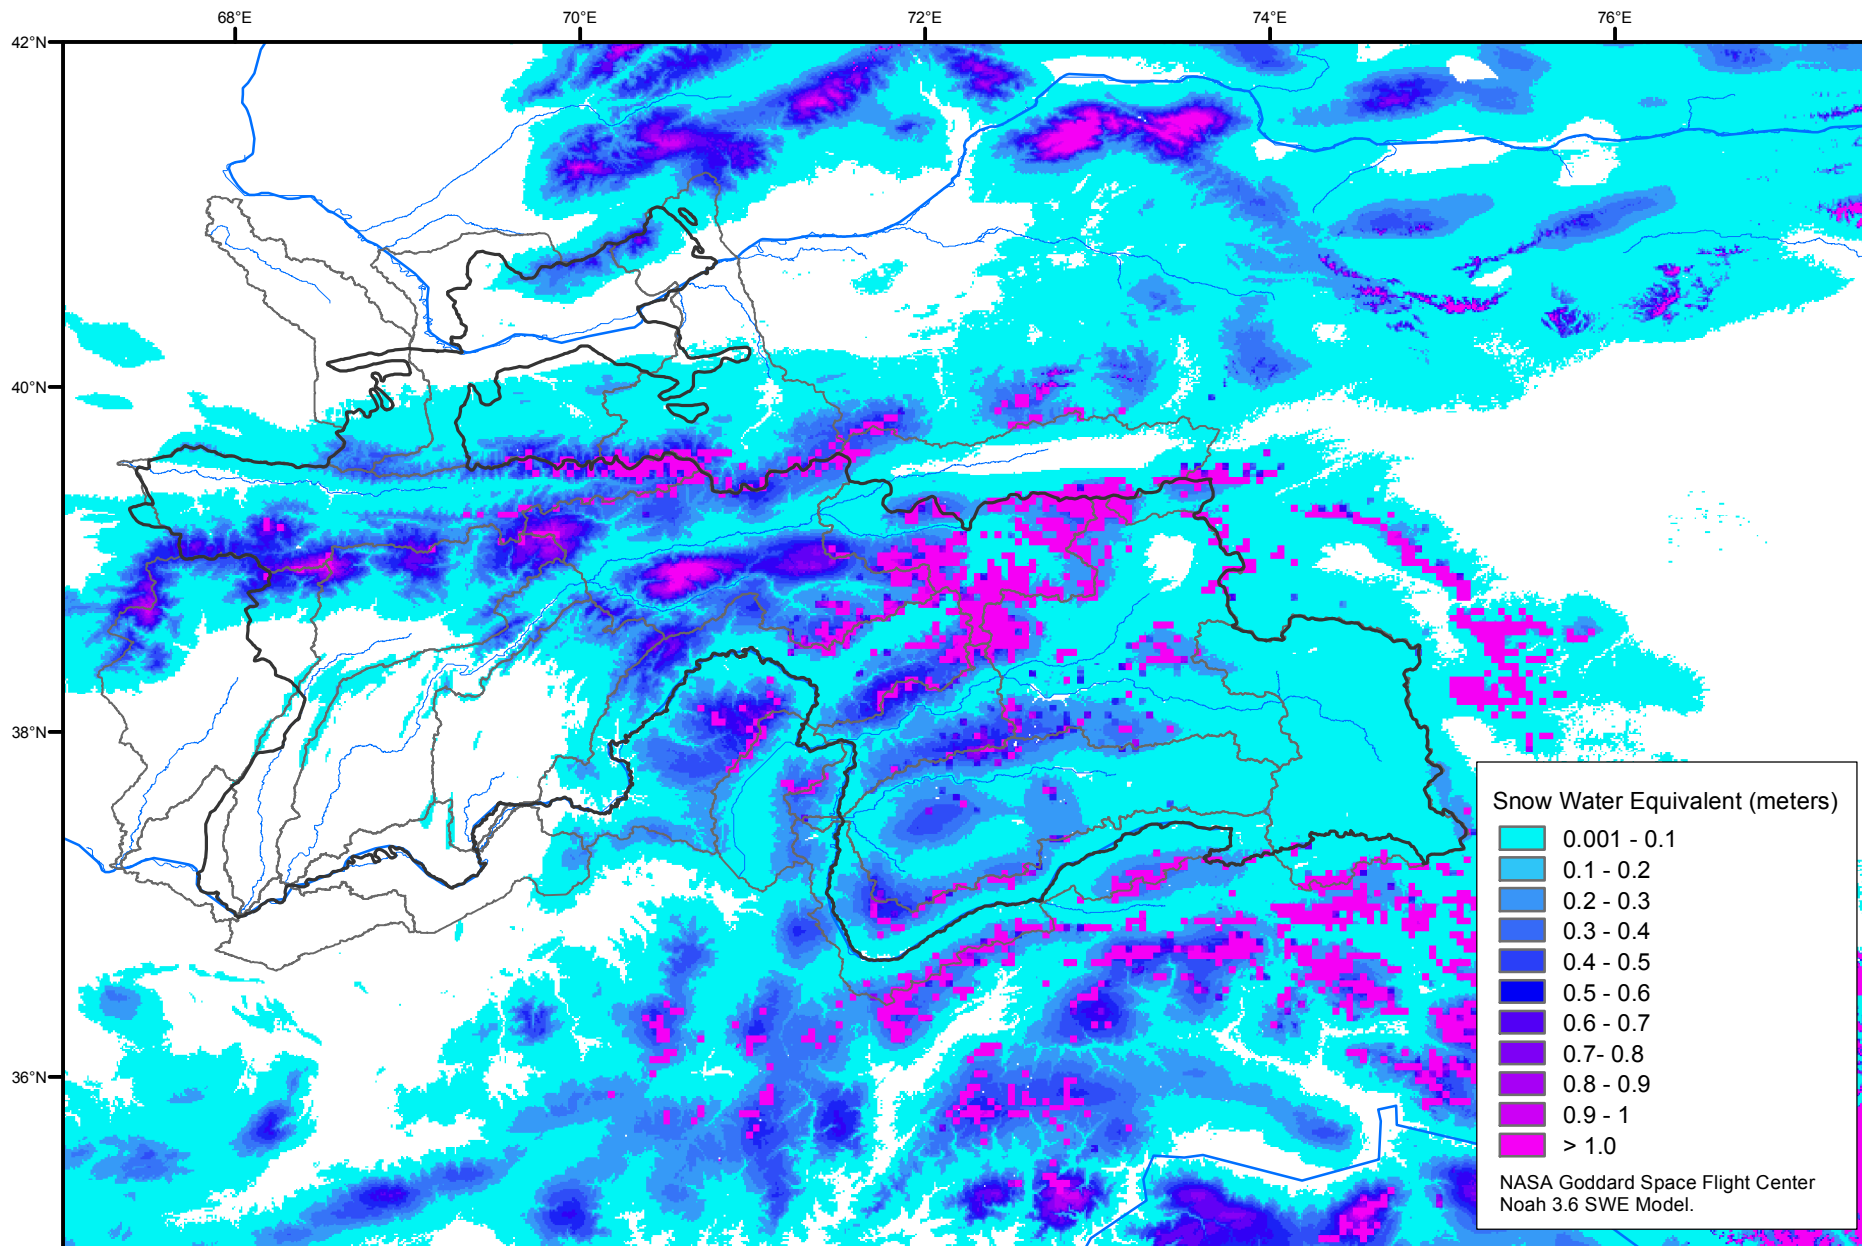 68°E 70°E 72°E 74°E 76°E
42°N
40°N
38°N
36°N
Snow Water Equivalent (meters)
0.001 - 0.1
0.1 - 0.2
0.2 - 0.3
0.3 - 0.4
0.4 - 0.5
0.5 - 0.6
0.6 - 0.7
0.7- 0.8
0.8 - 0.9
0.9 - 1
> 1.0
NASA Goddard Space Flight Center
Noah 3.6 SWE Model.